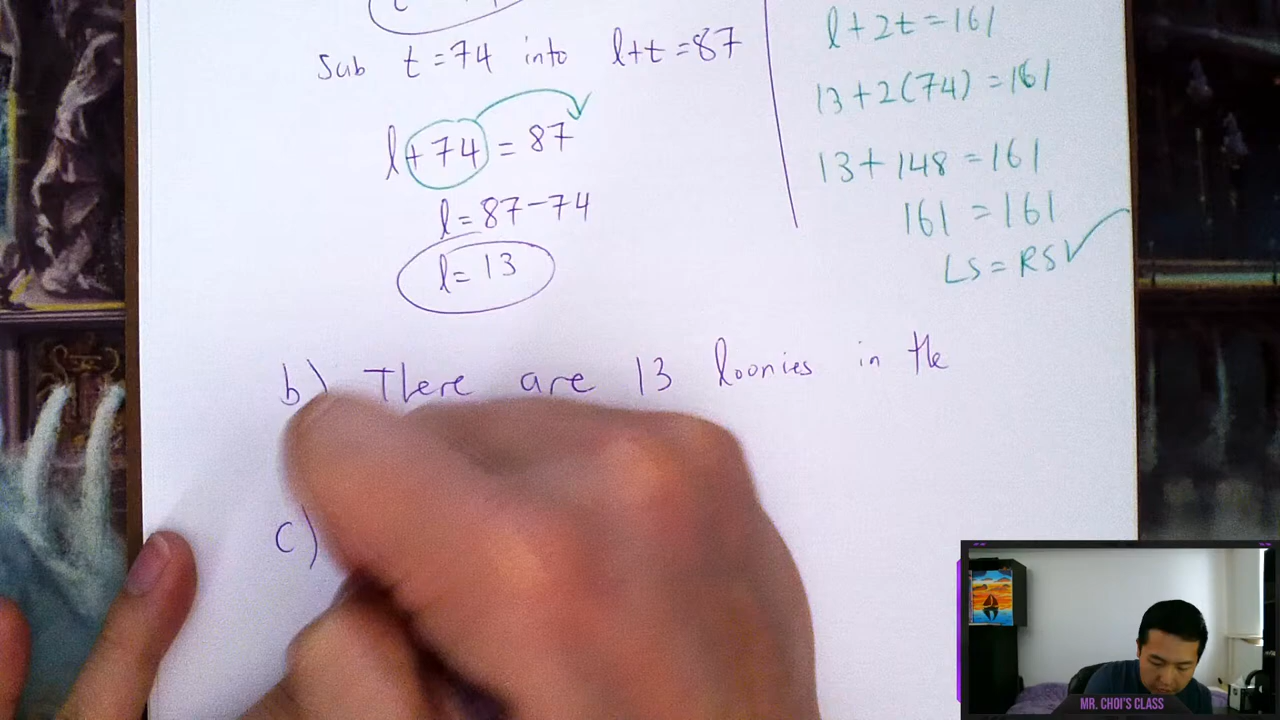 Sub t = 74 into l+t = 87
l + 74 = 87
l = 87 - 74
l = 13
b) There are 13 loonies in the
c)
l + 2t = 161
13 + 2(74) = 161
13 + 148 = 161
161 = 161
LS = RS ✓
MR. CHOI'S CLASS